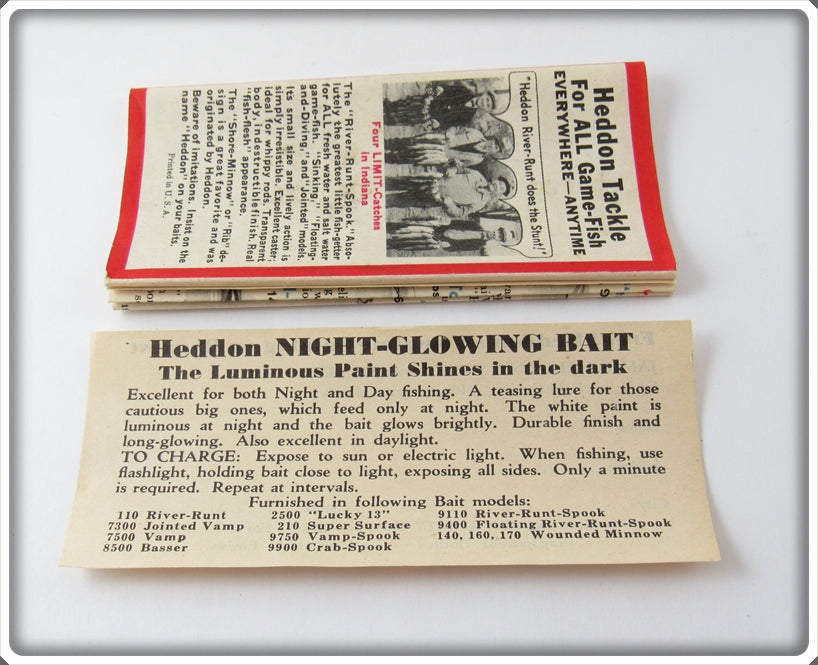 Heddon Tackle
For ALL Game-Fish
EVERYWHERE—ANYTIME
"Heddon River-Runt does the Stunt!"
Four LIMIT-Catches
in Indiana
The "River-Runt-Spook." Abso-
lutely the greatest little fish-getter
for ALL fresh water and salt water
game-fish. "Sinking," "Floating-
and-Diving," and "Jointed" models.
Its small size and lively action is
simply irresistible. Excellent caster;
ideal for whippy rods. Transparent
body, indestructible finish. Real
"fish-flesh" appearance.
The "Shore-Minnow" or "Rib" de-
sign is a great favorite and was
originated by Heddon.
Beware of imitations. Insist on the
name "Heddon" on your baits.
Printed in U. S. A.
Heddon NIGHT-GLOWING BAIT
The Luminous Paint Shines in the dark
Excellent for both Night and Day fishing. A teasing lure for those
cautious big ones, which feed only at night. The white paint is
luminous at night and the bait glows brightly. Durable finish and
long-glowing. Also excellent in daylight.
TO CHARGE: Expose to sun or electric light. When fishing, use
flashlight, holding bait close to light, exposing all sides. Only a minute
is required. Repeat at intervals.
Furnished in following Bait models:
110 River-Runt 2500 "Lucky 13" 9110 River-Runt-Spook
7300 Jointed Vamp 210 Super Surface 9400 Floating River-Runt-Spook
7500 Vamp 9750 Vamp-Spook 140, 160, 170 Wounded Minnow
8500 Basser 9900 Crab-Spook